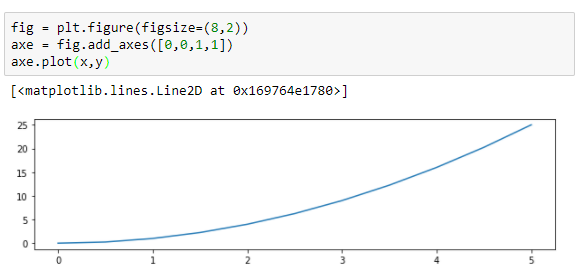 fig = plt.figure(figsize=(8,2))
axe = fig.add_axes([0,0,1,1])
axe.plot(x,y)
[<matplotlib.lines.Line2D at 0x169764e1780>]
25
20
15
10
5
0
0 1 2 3 4 5